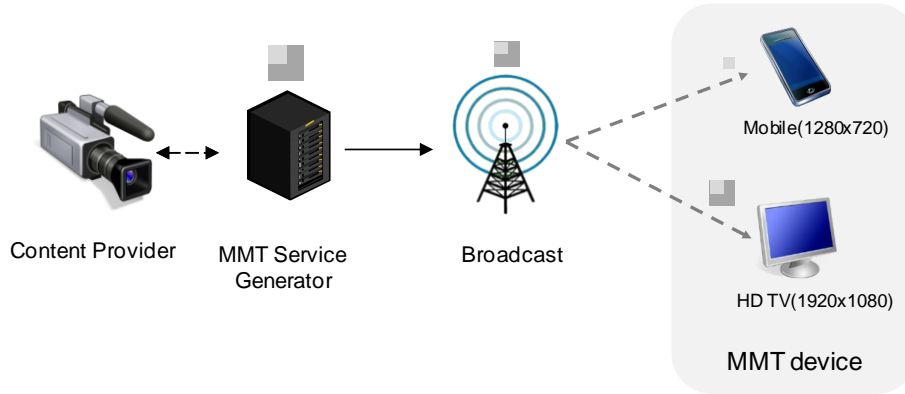 Content Provider
MMT Service
Generator
Broadcast
Mobile(1280x720)
HD TV(1920x1080)
MMT device